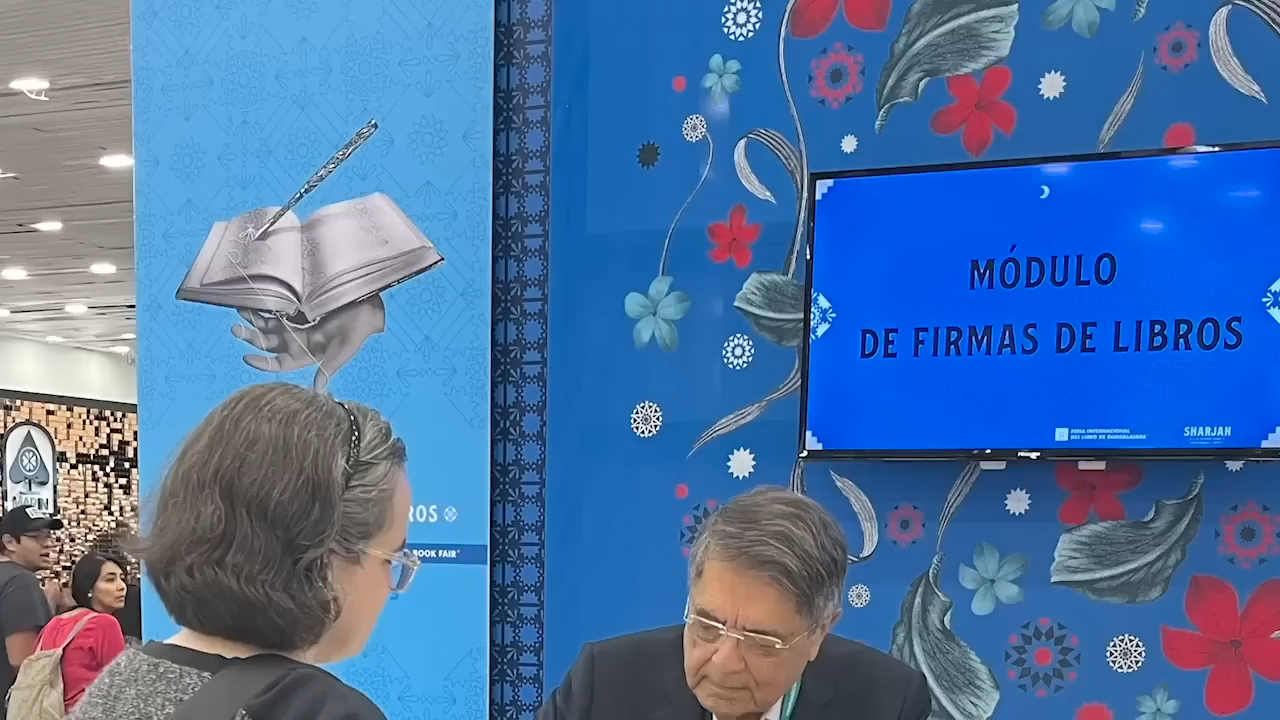 MÓDULO
DE FIRMAS DE LIBROS
FERIA INTERNACIONAL
DEL LIBRO DE GUADALAJARA
SHARJAH
ROS
BOOK FAIR